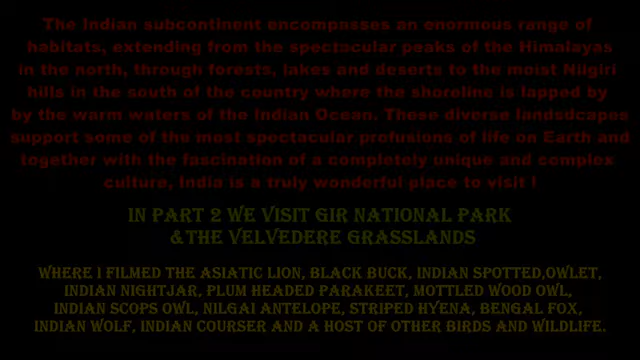 The Indian subcontinent encompasses an enormous range of
habitats, extending from the spectacular peaks of the Himalayas
in the north, through forests, lakes and deserts to the moist Nilgiri
hills in the south of the country where the shoreline is lapped by
by the warm waters of the Indian Ocean. These diverse landslcapes
support some of the most spectacular profusions of life on Earth and
together with the fascination of a completely unique and complex
culture, India is a truly wonderful place to visit !
IN PART 2 WE VISIT GIR NATIONAL PARK
&THE VELVEDERE GRASSLANDS
WHERE I FILMED THE ASIATIC LION, BLACK BUCK, INDIAN SPOTTED,OWLET,
INDIAN NIGHTJAR, PLUM HEADED PARAKEET, MOTTLED WOOD OWL,
INDIAN SCOPS OWL, NILGAI ANTELOPE, STRIPED HYENA, BENGAL FOX,
INDIAN WOLF, INDIAN COURSER AND A HOST OF OTHER BIRDS AND WILDLIFE.